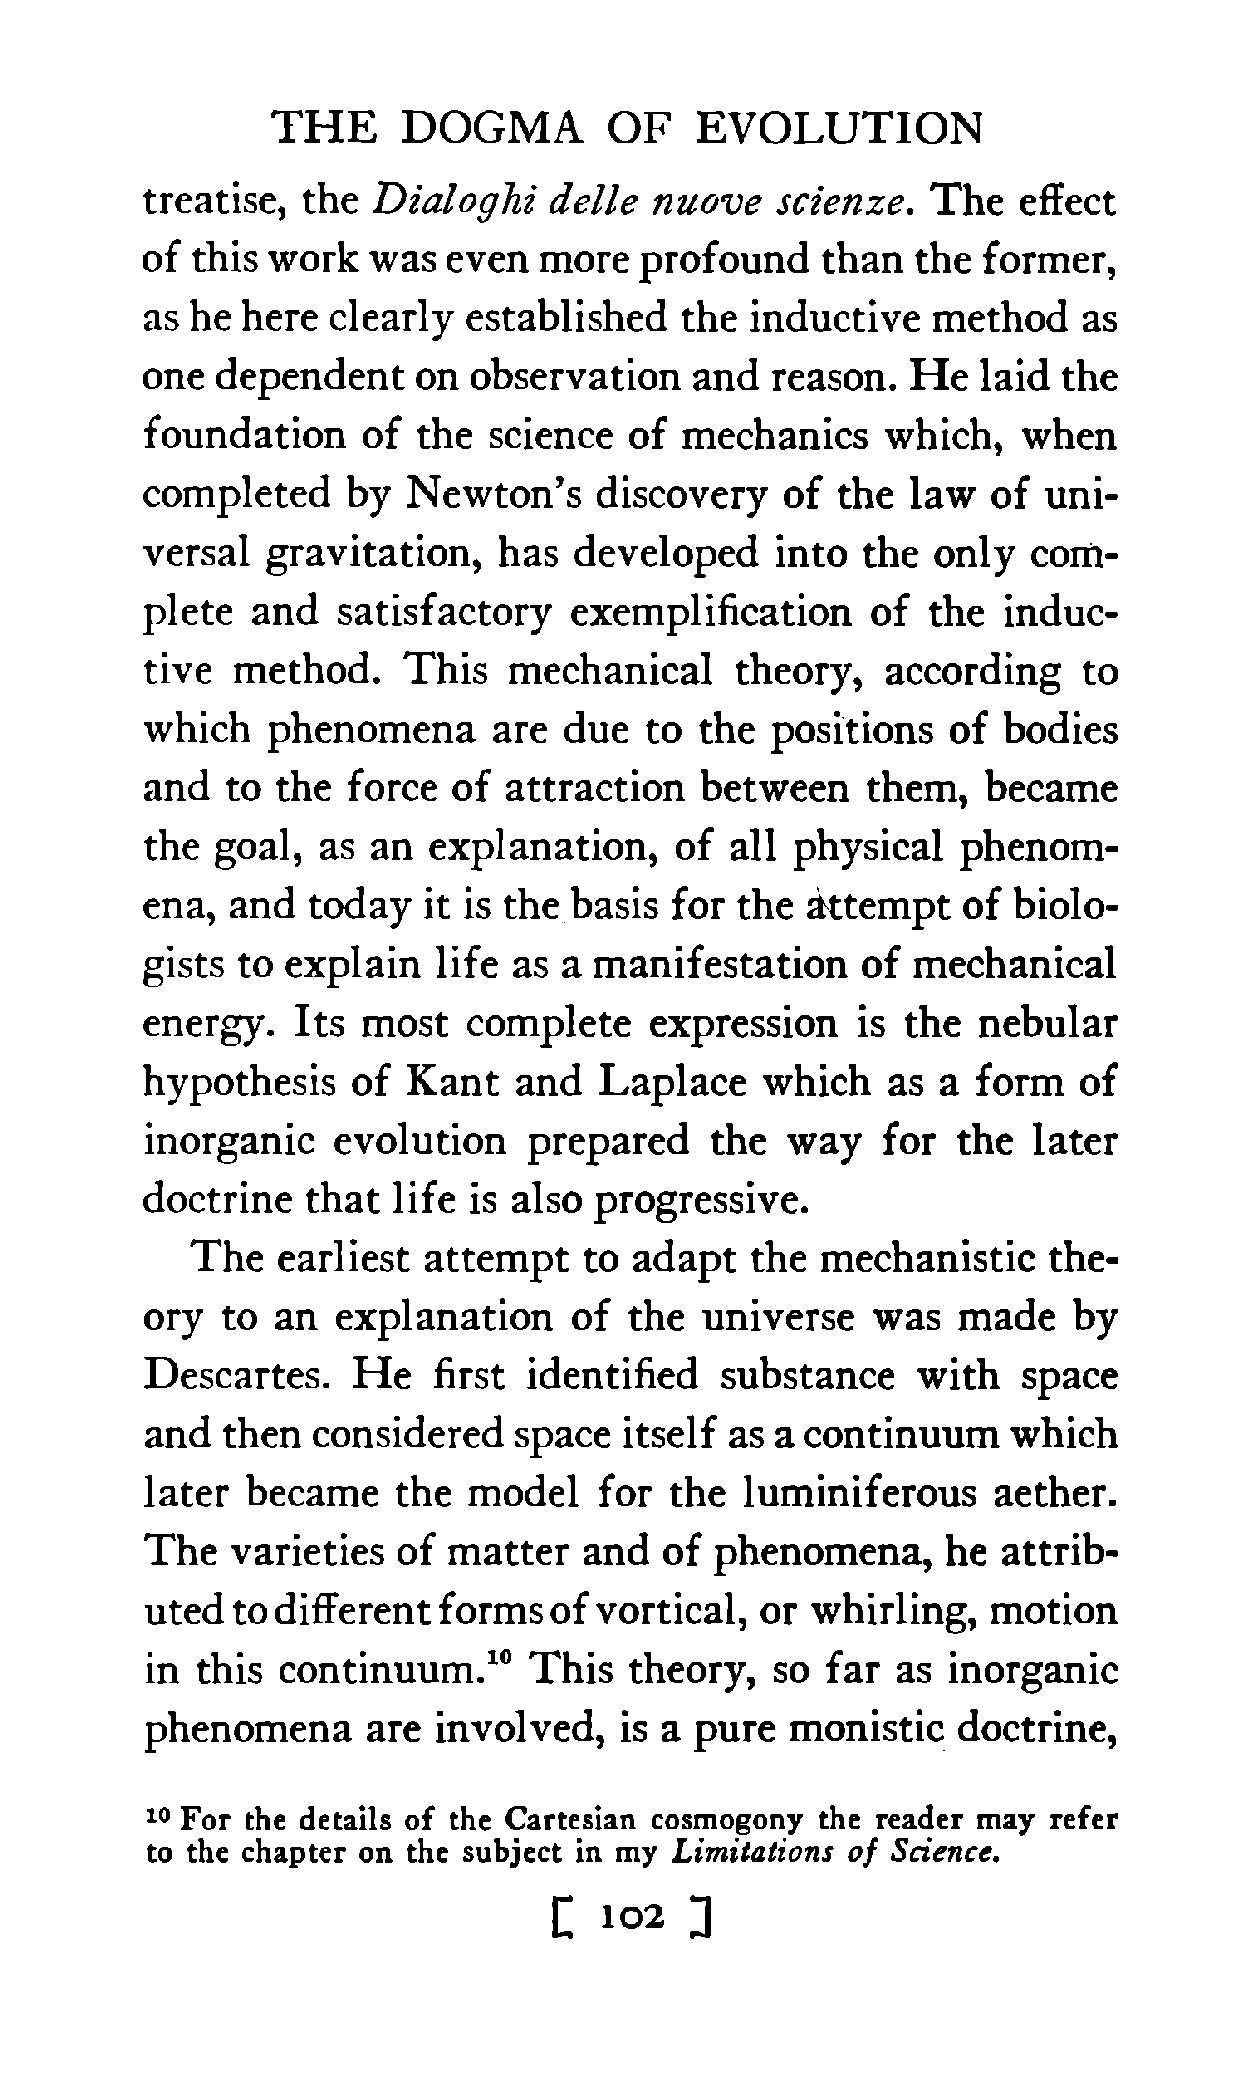 THE DOGMA OF EVOLUTION
treatise, the Dialoghi delle nuove scienze. The effect
of this work was even more profound than the former,
as he here clearly established the inductive method as
one dependent on observation and reason. He laid the
foundation of the science of mechanics which, when
completed by Newton's discovery of the law of uni-
versal gravitation, has developed into the only com-
plete and satisfactory exemplification of the induc-
tive method. This mechanical theory, according to
which phenomena are due to the positions of bodies
and to the force of attraction between them, became
the goal, as an explanation, of all physical phenom-
ena, and today it is the basis for the attempt of biolo-
gists to explain life as a manifestation of mechanical
energy. Its most complete expression is the nebular
hypothesis of Kant and Laplace which as a form of
inorganic evolution prepared the way for the later
doctrine that life is also progressive.
The earliest attempt to adapt the mechanistic the-
ory to an explanation of the universe was made by
Descartes. He first identified substance with space
and then considered space itself as a continuum which
later became the model for the luminiferous aether.
The varieties of matter and of phenomena, he attrib-
uted to different forms of vortical, or whirling, motion
in this continuum.¹⁰ This theory, so far as inorganic
phenomena are involved, is a pure monistic doctrine,
¹⁰ For the details of the Cartesian cosmogony the reader may refer
to the chapter on the subject in my Limitations of Science.
[ 102 ]